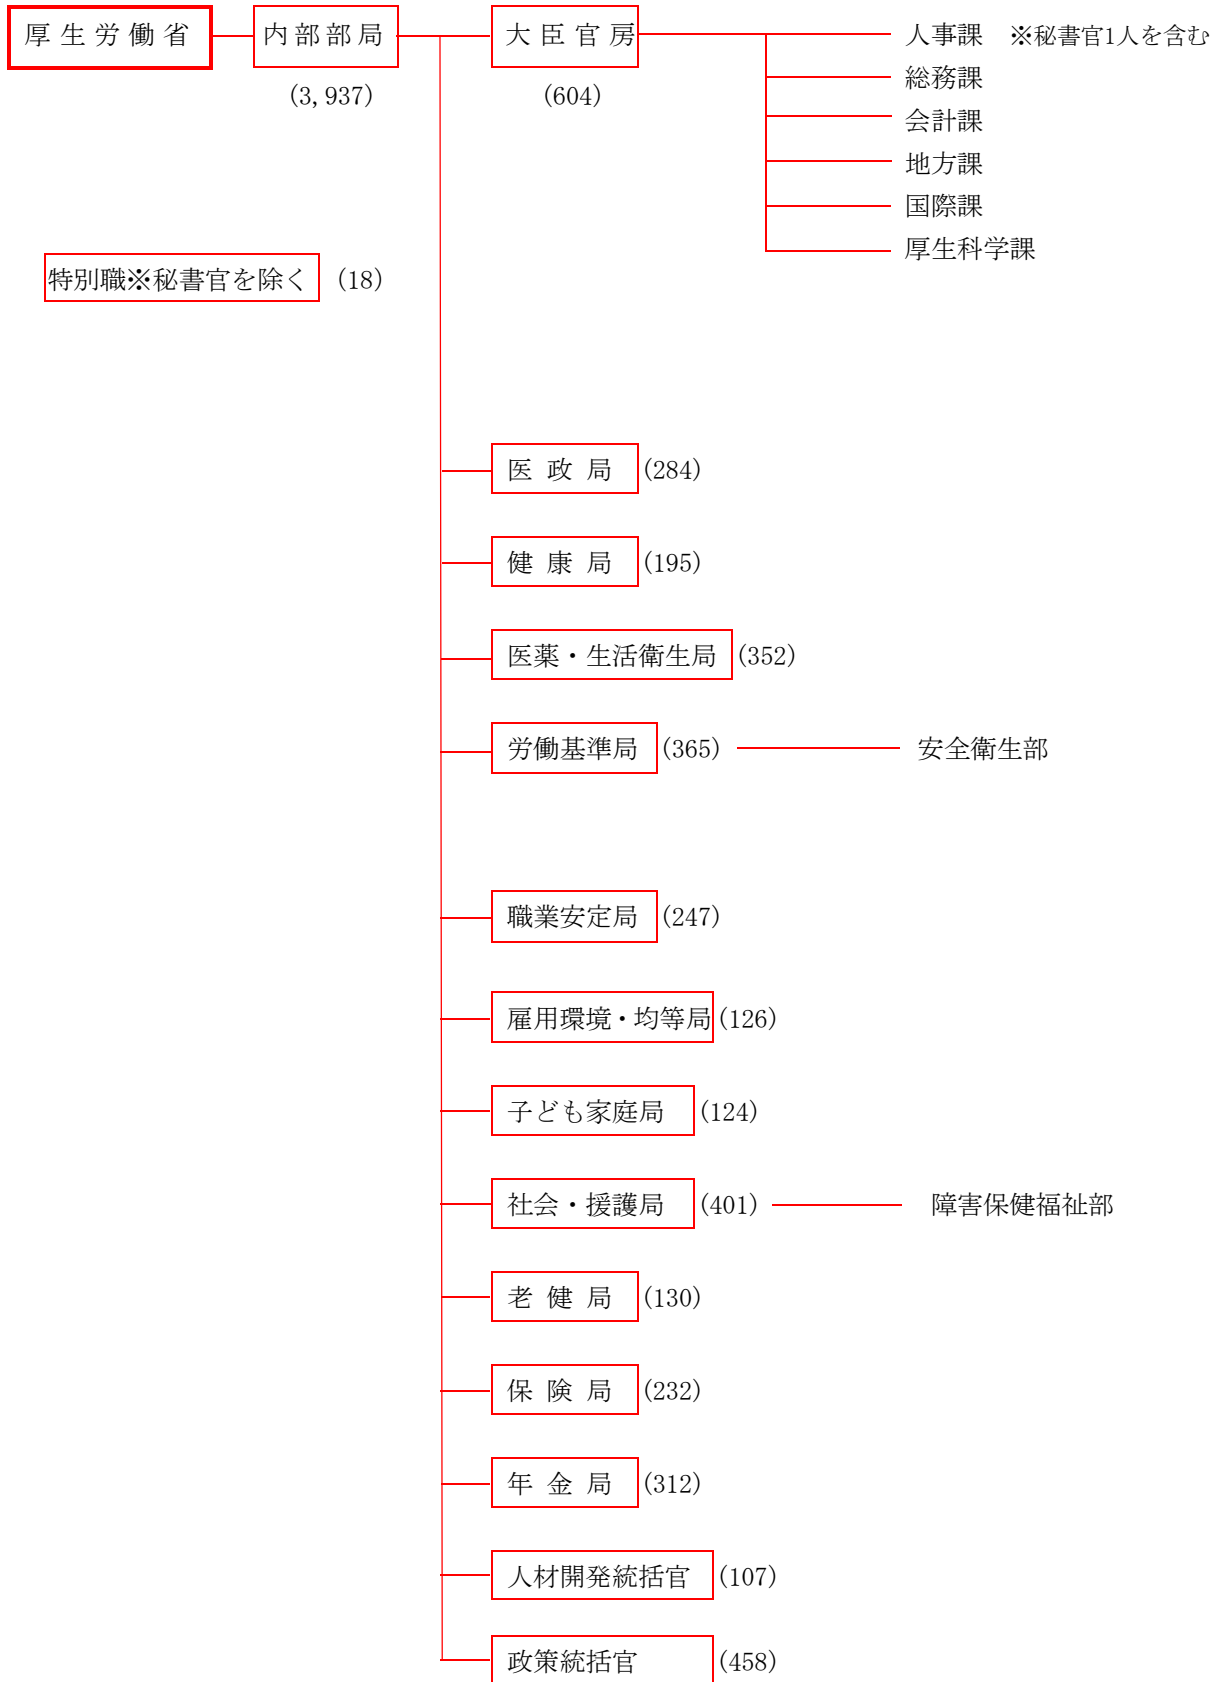 厚生労働省 内部部局 大臣官房 人事課 ※秘書官1人を含む
(3,937) (604) 総務課
会計課
地方課
国際課
厚生科学課
特別職※秘書官を除く (18)
医政局 (284)
健康局 (195)
医薬・生活衛生局 (352)
労働基準局 (365) 安全衛生部
職業安定局 (247)
雇用環境・均等局 (126)
子ども家庭局 (124)
社会・援護局 (401) 障害保健福祉部
老健局 (130)
保険局 (232)
年金局 (312)
人材開発統括官 (107)
政策統括官 (458)